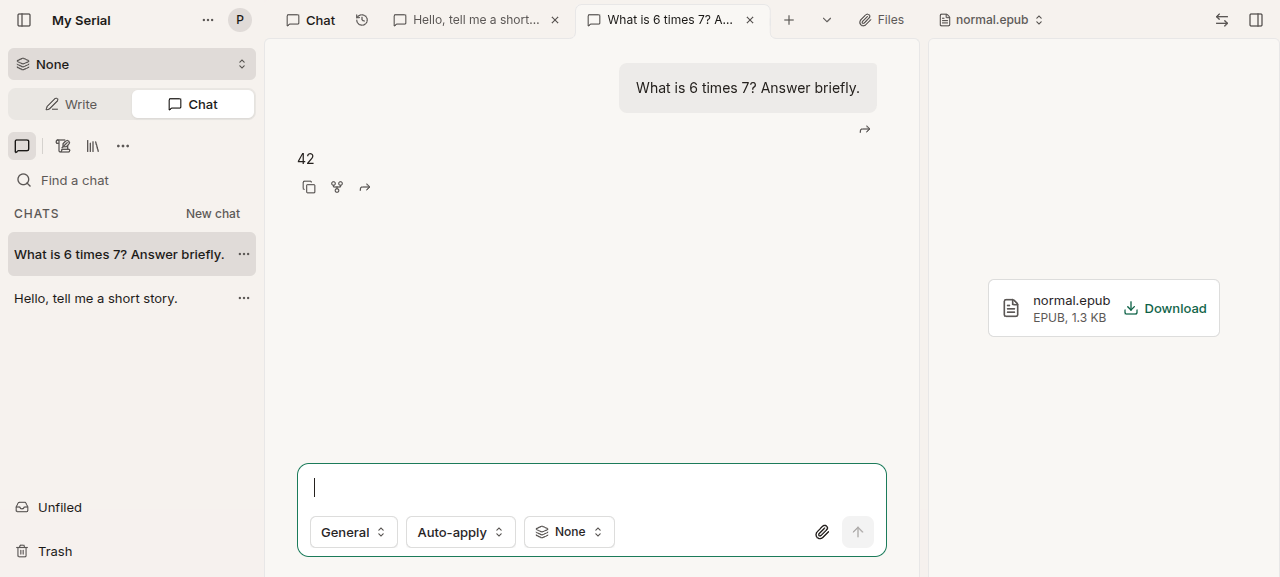 My Serial
P
None
Write
Chat
Find a chat
CHATS
New chat
What is 6 times 7? Answer briefly.
Hello, tell me a short story.
Unfiled
Trash
Chat
Hello, tell me a short...
What is 6 times 7? A...
Files
normal.epub
What is 6 times 7? Answer briefly.
42
General
Auto-apply
None
normal.epub
EPUB, 1.3 KB
Download